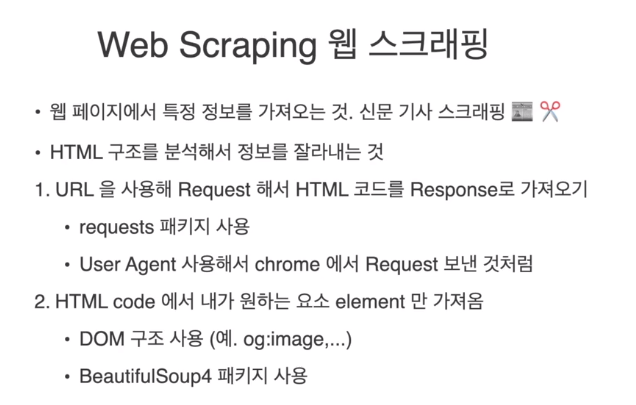 Web Scraping 웹 스크래핑
• 웹 페이지에서 특정 정보를 가져오는 것. 신문 기사 스크래핑 📰 ✂️
• HTML 구조를 분석해서 정보를 잘라내는 것
1. URL 을 사용해 Request 해서 HTML 코드를 Response로 가져오기
• requests 패키지 사용
• User Agent 사용해서 chrome 에서 Request 보낸 것처럼
2. HTML code 에서 내가 원하는 요소 element 만 가져옴
• DOM 구조 사용 (예. og:image,...)
• BeautifulSoup4 패키지 사용